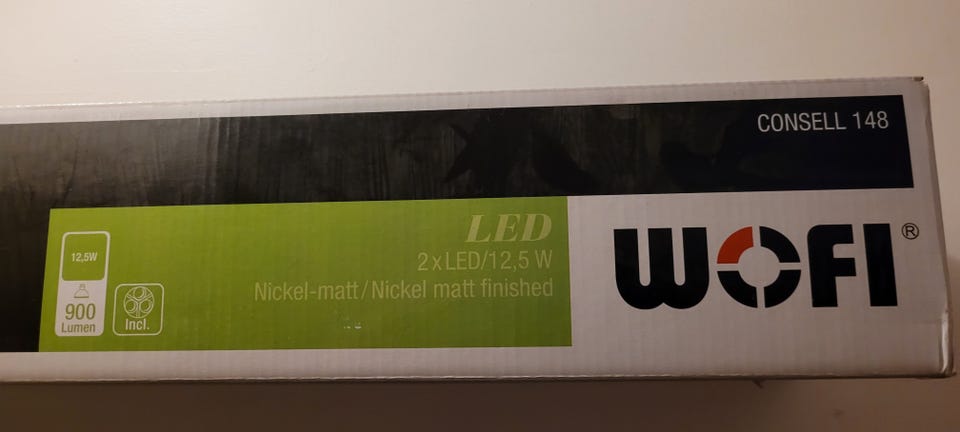 CONSELL 148
WOFI®
LED
2 x LED/12,5 W
Nickel-matt / Nickel matt finished
12,5W
900
Lumen
Incl.